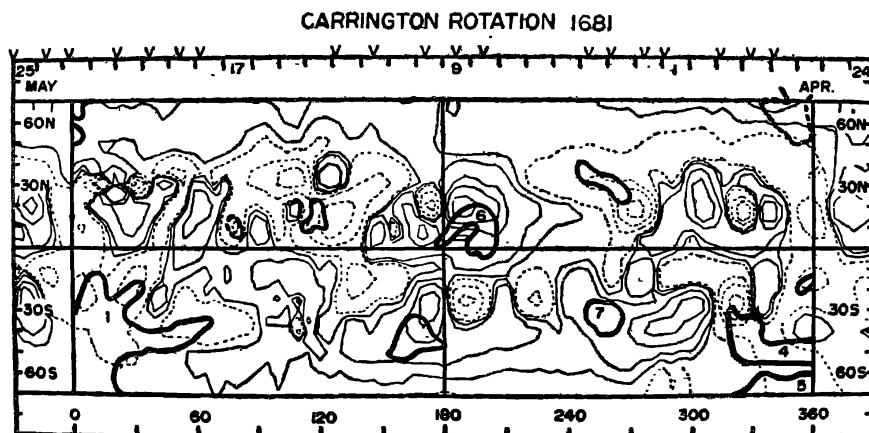 CARRINGTON ROTATION 1681
V V V V V V V V V V V V V V V V V V V
25 17 9 1 24
MAY APR.
60N 60N
30N 30N
6
30S 1 7 30S
4
60S 5 60S
0 60 120 180 240 300 360